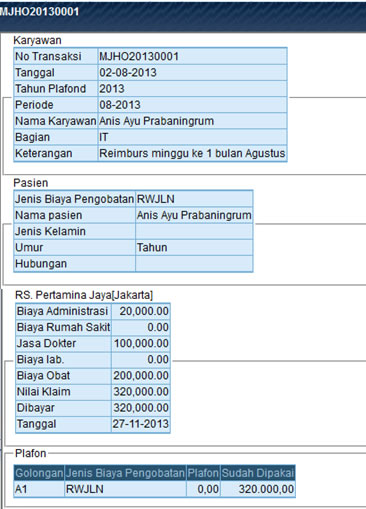 MJHO20130001
Karyawan
No Transaksi MJHO20130001
Tanggal 02-08-2013
Tahun Plafond 2013
Periode 08-2013
Nama Karyawan Anis Ayu Prabaningrum
Bagian IT
Keterangan Reimburs minggu ke 1 bulan Agustus
Pasien
Jenis Biaya Pengobatan RWJLN
Nama pasien Anis Ayu Prabaningrum
Jenis Kelamin
Umur Tahun
Hubungan
RS. Pertamina Jaya[Jakarta]
Biaya Administrasi 20,000.00
Biaya Rumah Sakit 0.00
Jasa Dokter 100,000.00
Biaya lab. 0.00
Biaya Obat 200,000.00
Nilai Klaim 320,000.00
Dibayar 320,000.00
Tanggal 27-11-2013
Plafon
Golongan Jenis Biaya Pengobatan Plafon Sudah Dipakai
A1 RWJLN 0,00 320.000,00